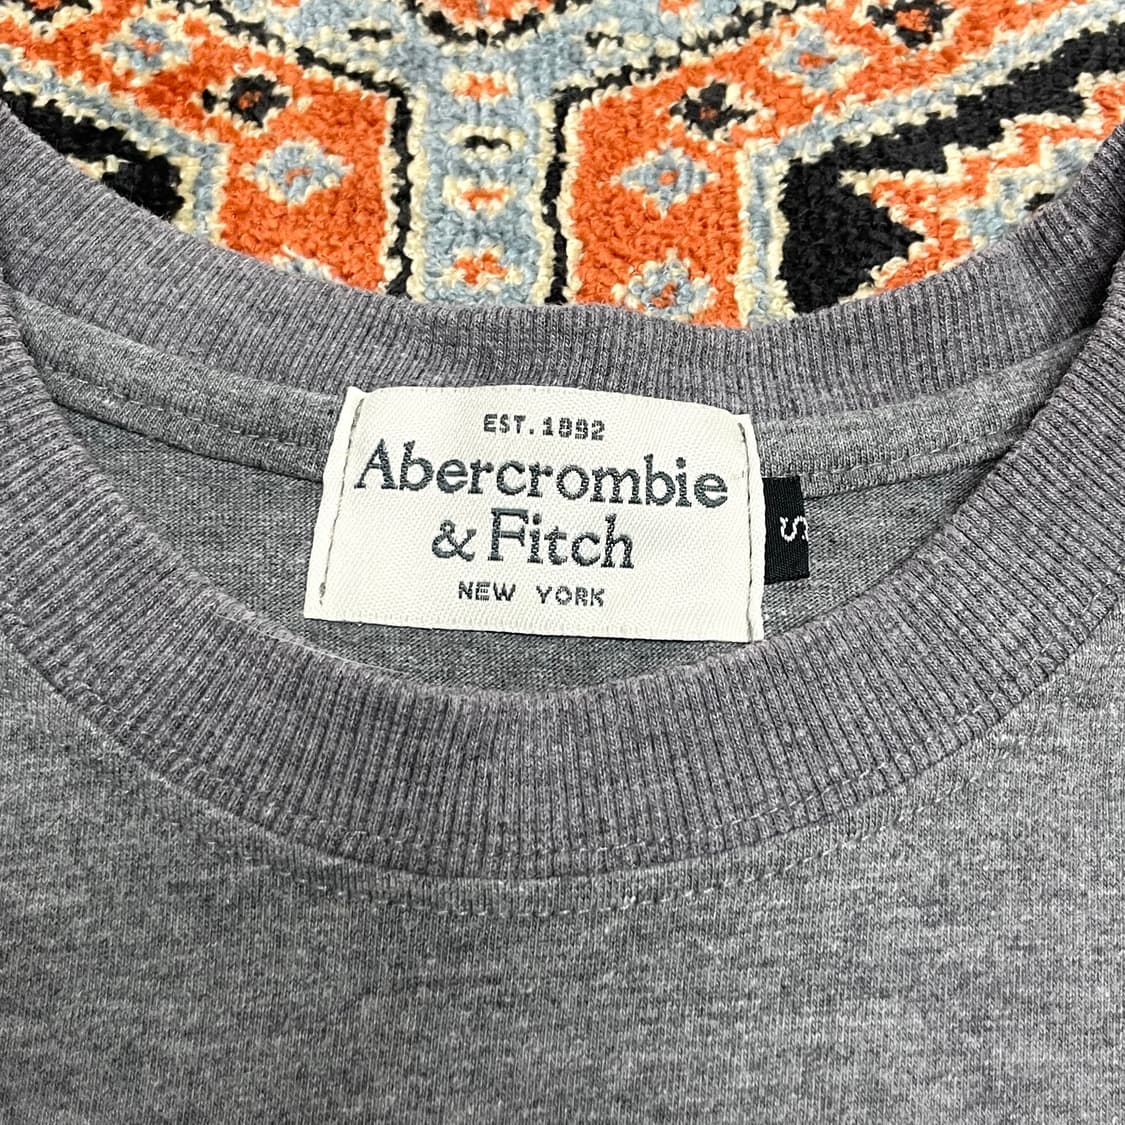 EST.1892
Abercrombie
& Fitch
NEW YORK
S